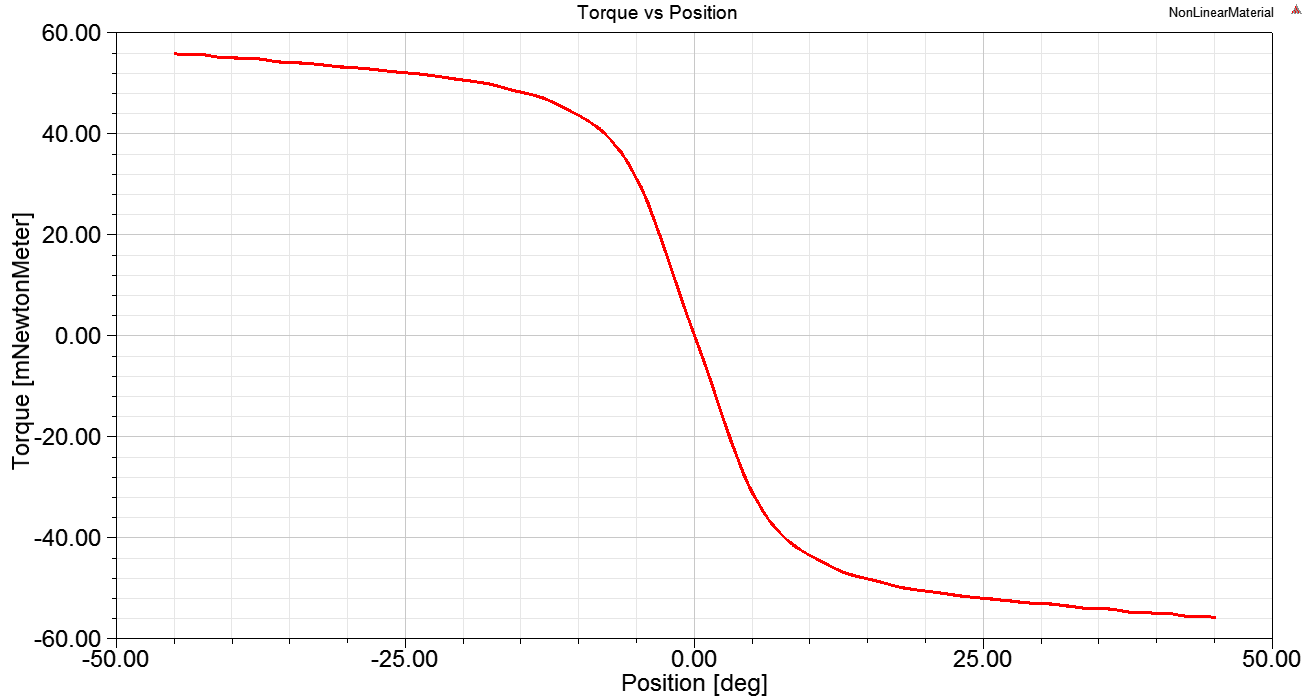 Torque vs Position
NonLinearMaterial
60.00
40.00
20.00
0.00
-20.00
-40.00
-60.00
Torque [mNewtonMeter]
-50.00 -25.00 0.00 25.00 50.00
Position [deg]